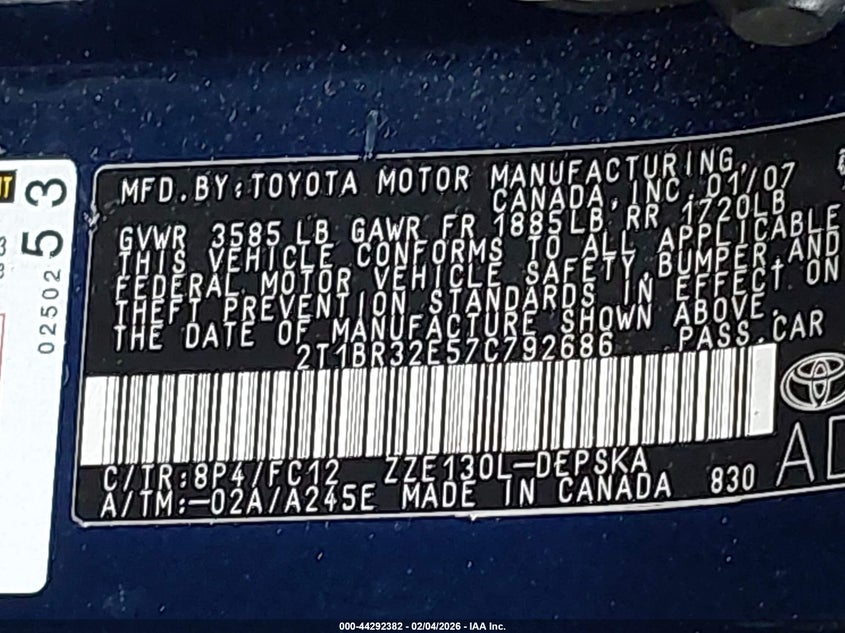 MFD.BY:TOYOTA MOTOR MANUFACTURING,
CANADA, INC.01/07
GVWR 3585 LB GAWR FR 1885LB RR 1720LB
THIS VEHICLE CONFORMS TO ALL APPLICABLE
FEDERAL MOTOR VEHICLE SAFETY,BUMPER,AND
THEFT PREVENTION STANDARDS IN EFFECT ON
THE DATE OF MANUFACTURE SHOWN ABOVE.
2T1BR32E57C792686 PASS.CAR
C/TR:8P4/FC12 ZZE130L-DEPSKA
A/TM:-02A/A245E MADE IN CANADA 830
02502 53
000-44292382 - 02/04/2026 - IAA Inc.